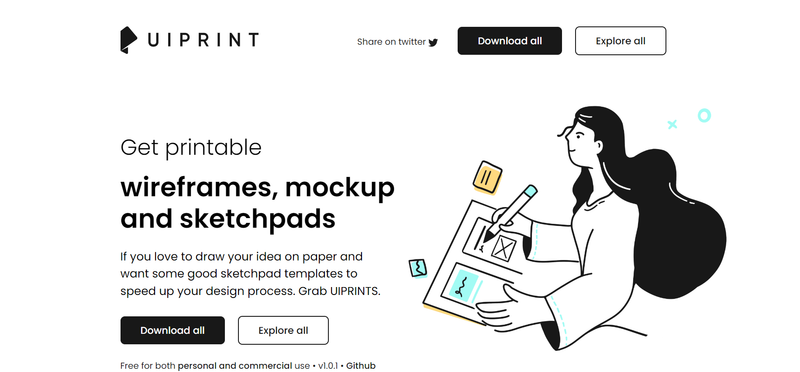 UIPRINT
Share on twitter
Download all
Explore all
Get printable
wireframes, mockup
and sketchpads
If you love to draw your idea on paper and
want some good sketchpad templates to
speed up your design process. Grab UIPRINTS.
Download all
Explore all
Free for both personal and commercial use • v1.0.1 • Github